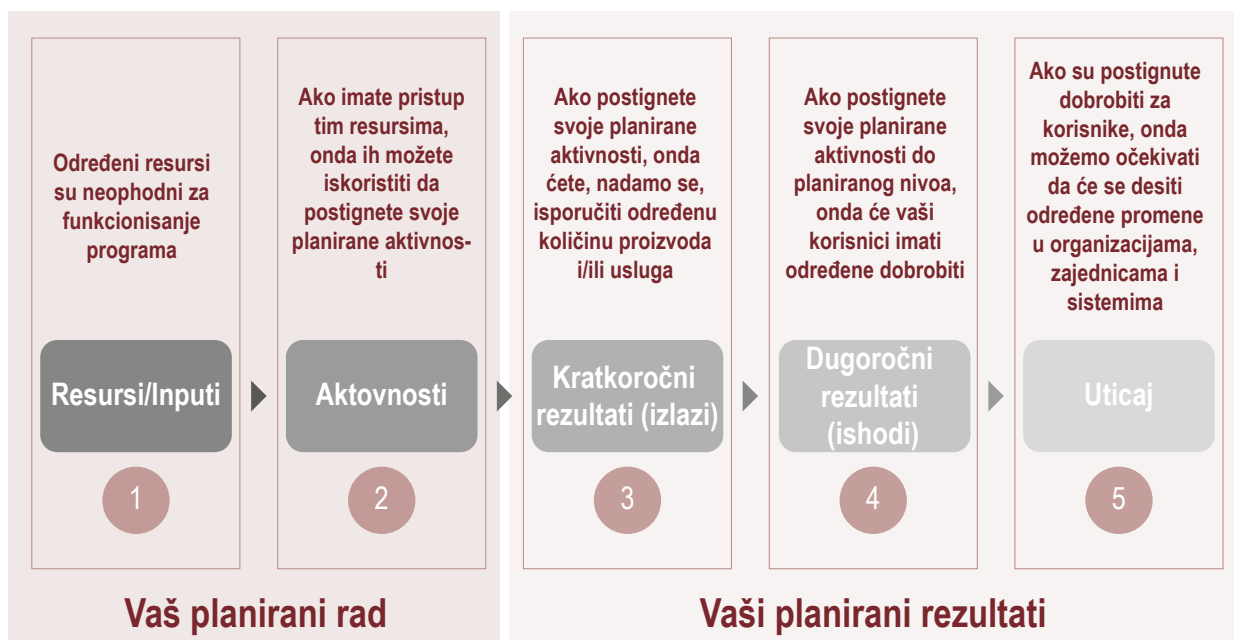 Određeni resursi
su neophodni za
funkcionisanje
programa
Resursi/Inputi
1
Ako imate pristup
tim resursima,
onda ih možete
iskoristiti da
postignete svoje
planirane aktivnos-
ti
Aktovnosti
2
Vaš planirani rad
Ako postignete
svoje planirane
aktivnosti, onda
ćete, nadamo se,
isporučiti određenu
količinu proizvoda
i/ili usluga
Kratkoročni
rezultati (izlazi)
3
Ako postignete
svoje planirane
aktivnosti do
planiranog nivoa,
onda će vaši
korisnici imati
određene dobrobiti
Dugoročni
rezultati
(ishodi)
4
Ako su postignute
dobrobiti za
korisnike, onda
možemo očekivati
da će se desiti
određene promene
u organizacijama,
zajednicama i
sistemima
Uticaj
5
Vaši planirani rezultati